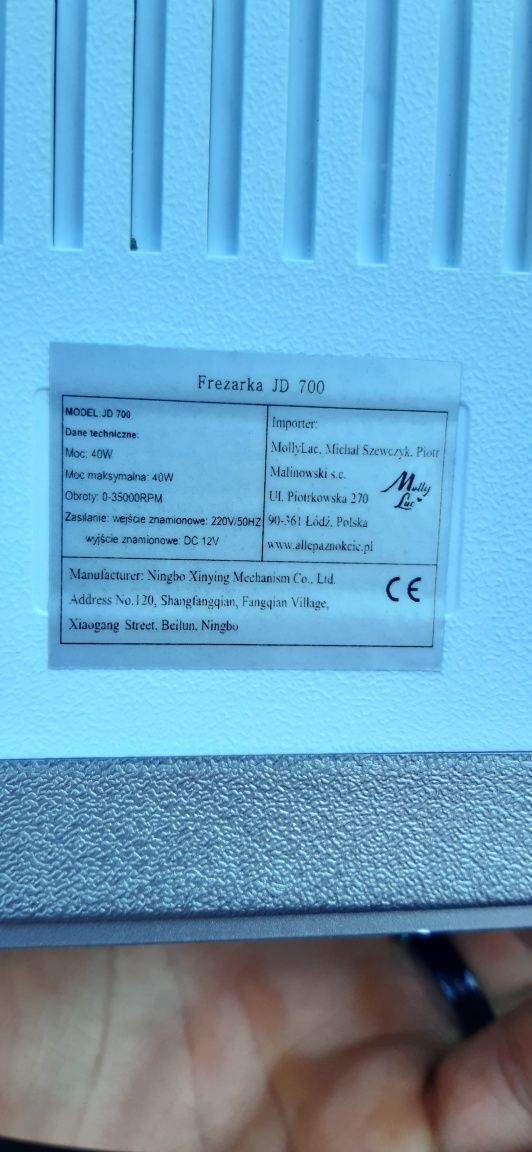 Frezarka JD 700
MODEL: JD 700
Dane techniczne:
Moc: 40W
Moc maksymalna: 40W
Obroty: 0-35000RPM
Zasilanie: wejście znamionowe: 220V/50HZ
wyjście znamionowe: DC 12V
Importer:
MollyLac, Michał Szewczyk, Piotr
Malinowski s.c.
Ul. Piotrkowska 270
90-361 Łódź, Polska
www.allepaznokcie.pl
Molly
Lac
Manufacturer: Ningbo Xinying Mechanism Co., Ltd.
Address No.120, Shangfangqian, Fangqian Village,
Xiaogang Street, Beilun, Ningbo
CE